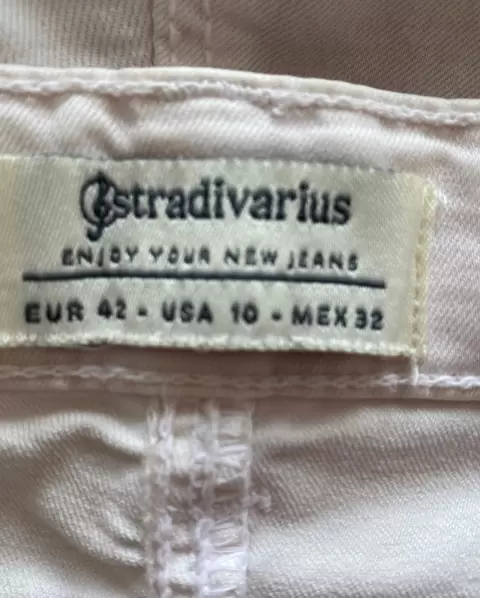 stradivarius
ENJOY YOUR NEW JEANS
EUR 42 - USA 10 - MEX 32